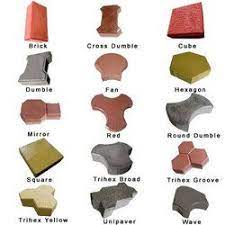 Brick Cross Dumble Cube
Dumble Fan Hexagon
Mirror Red Round Dumble
Square Trihex Broad Trihex Groove
Trihex Yellow Unipaver Wave